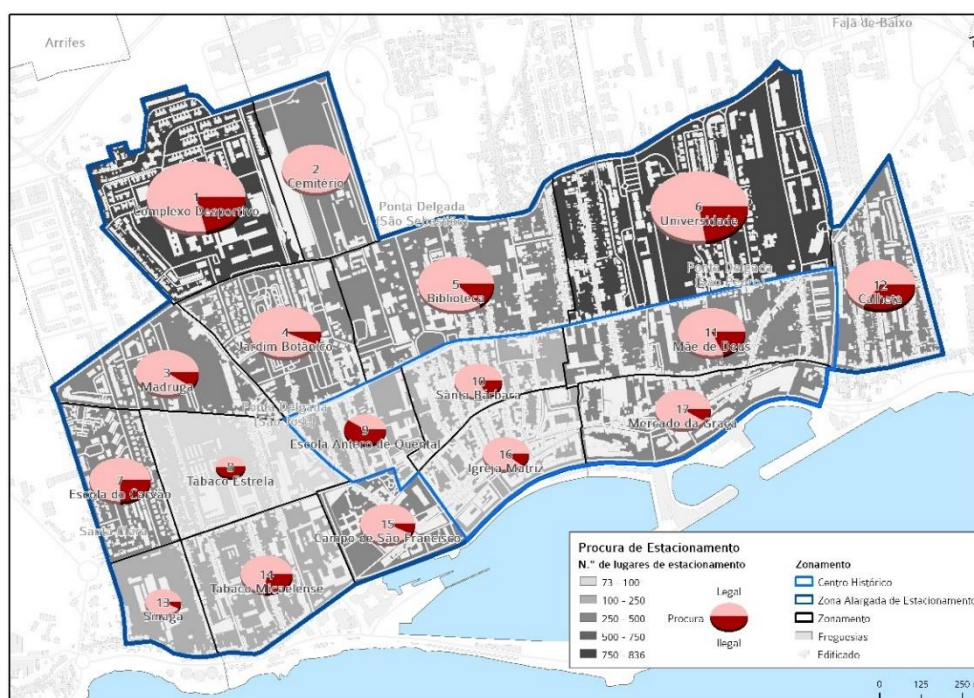 Arrifes
Fajã de Baixo
1
Complexo Desportivo
2
Cemitério
Ponta Delgada
(São Sebastião)
6
Universidade
5
Biblioteca
Ponta Delgada
12
Calheta
4
Jardim Botânico
11
Mãe de Deus
3
Madruga
10
Santa Bárbara
Ponta Delgada
(São José)
9
Escola Antero de Quental
17
Mercado da Graça
16
Igreja Matriz
8
Tabaco Estrela
7
Escola do Carvão
Santa Clara
15
Campo de São Francisco
14
Tabaco Micaelense
13
Sinaga
Procura de Estacionamento
N.º de lugares de estacionamento
73 - 100
100 - 250
250 - 500
500 - 750
750 - 836
Legal
Procura
Ilegal
Zonamento
Centro Histórico
Zona Alargada de Estacionamento
Zonamento
Freguesias
Edificado
0 125 250